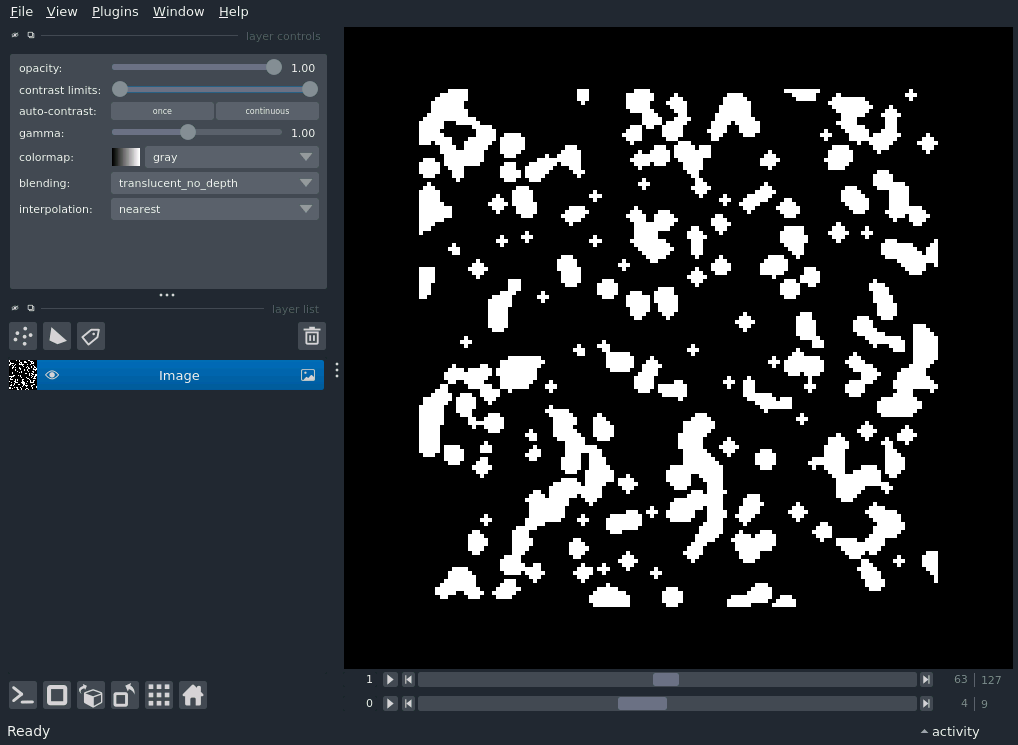 File View Plugins Window Help
layer controls
opacity: 1.00
contrast limits:
auto-contrast: once continuous
gamma: 1.00
colormap: gray
blending: translucent_no_depth
interpolation: nearest
layer list
Image
1 63 127
0 4 9
Ready activity